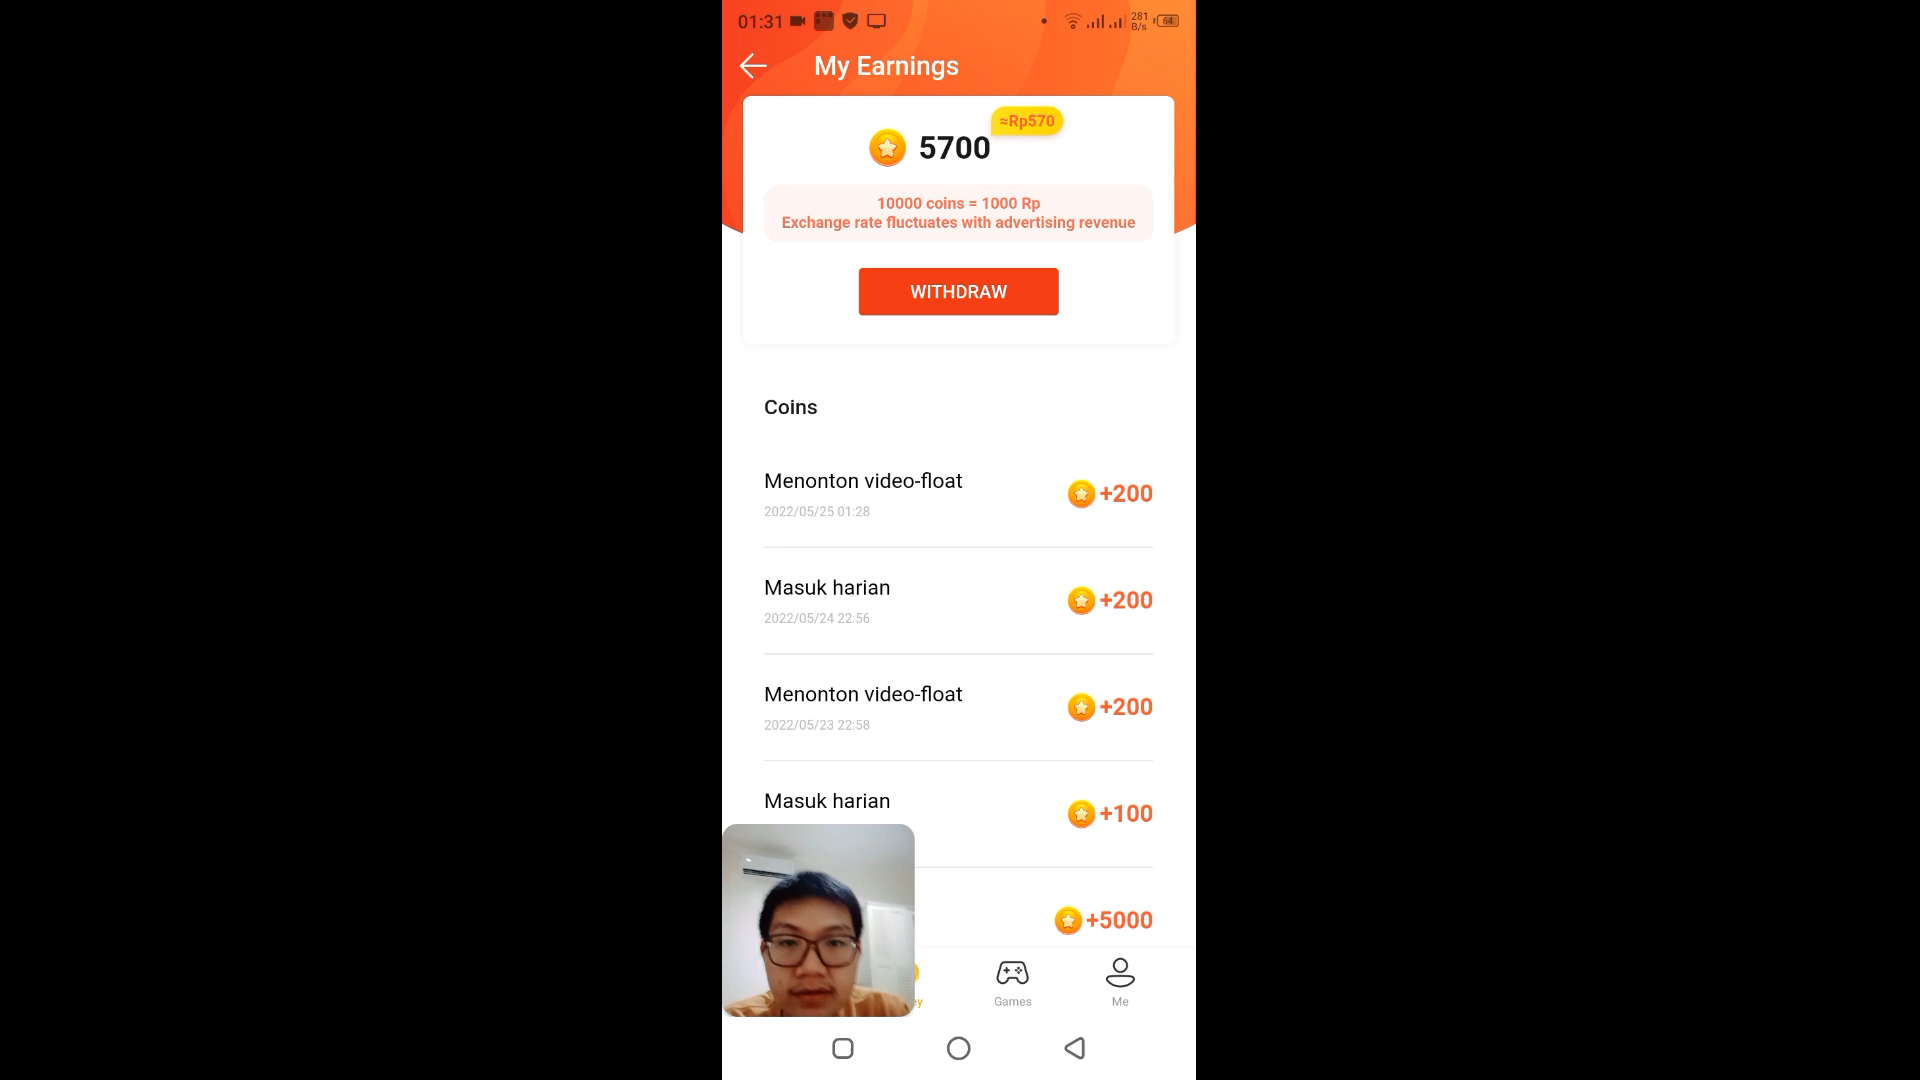 01:31
281
B/s
64
My Earnings
≈Rp570
5700
10000 coins = 1000 Rp
Exchange rate fluctuates with advertising revenue
WITHDRAW
Coins
Menonton video-float
+200
2022/05/25 01:28
Masuk harian
+200
2022/05/24 22:56
Menonton video-float
+200
2022/05/23 22:58
Masuk harian
+100
+5000
Games
Me